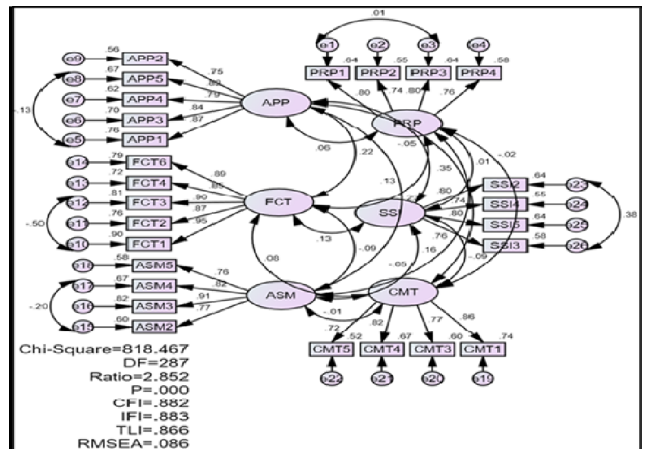 .01
e9 .56 APP2
e8 .67 APP5
e7 .62 APP4
e6 .70 APP3
e5 .76 APP1
-.13
.75
.82
.79
.84
.87
APP
e1 e2 e3 e4
.64 .55 .64 .58
PRP1 PRP2 PRP3 PRP4
.80 .74 .80 .76
PRP
.06
.22
-.05
.01
-.02
.13
.35
e14 .79 FCT6
e13 .72 FCT4
e12 .81 FCT3
e11 .76 FCT2
e10 .90 FCT1
-.50
.89
.85
.90
.87
.95
FCT
SSI
.80
.74
.80
.76
SSI2 .64 e23
SSI4 e24
.64 e25
SSI3 .58 e26
.38
.13
-.09
.08
-.05
.16
-.09
e18 .58 ASM5
e17 .67 ASM4
e16 .82 ASM3
e15 .60 ASM2
-.20
.76
.82
.91
.77
ASM
-.01
CMT
.72 .82 .77 .86
.52 .67 .60 .74
CMT5 CMT4 CMT3 CMT1
e22 e21 e20 e19
Chi-Square=818.467
DF=287
Ratio=2.852
P=.000
CFI=.882
IFI=.883
TLI=.866
RMSEA=.086